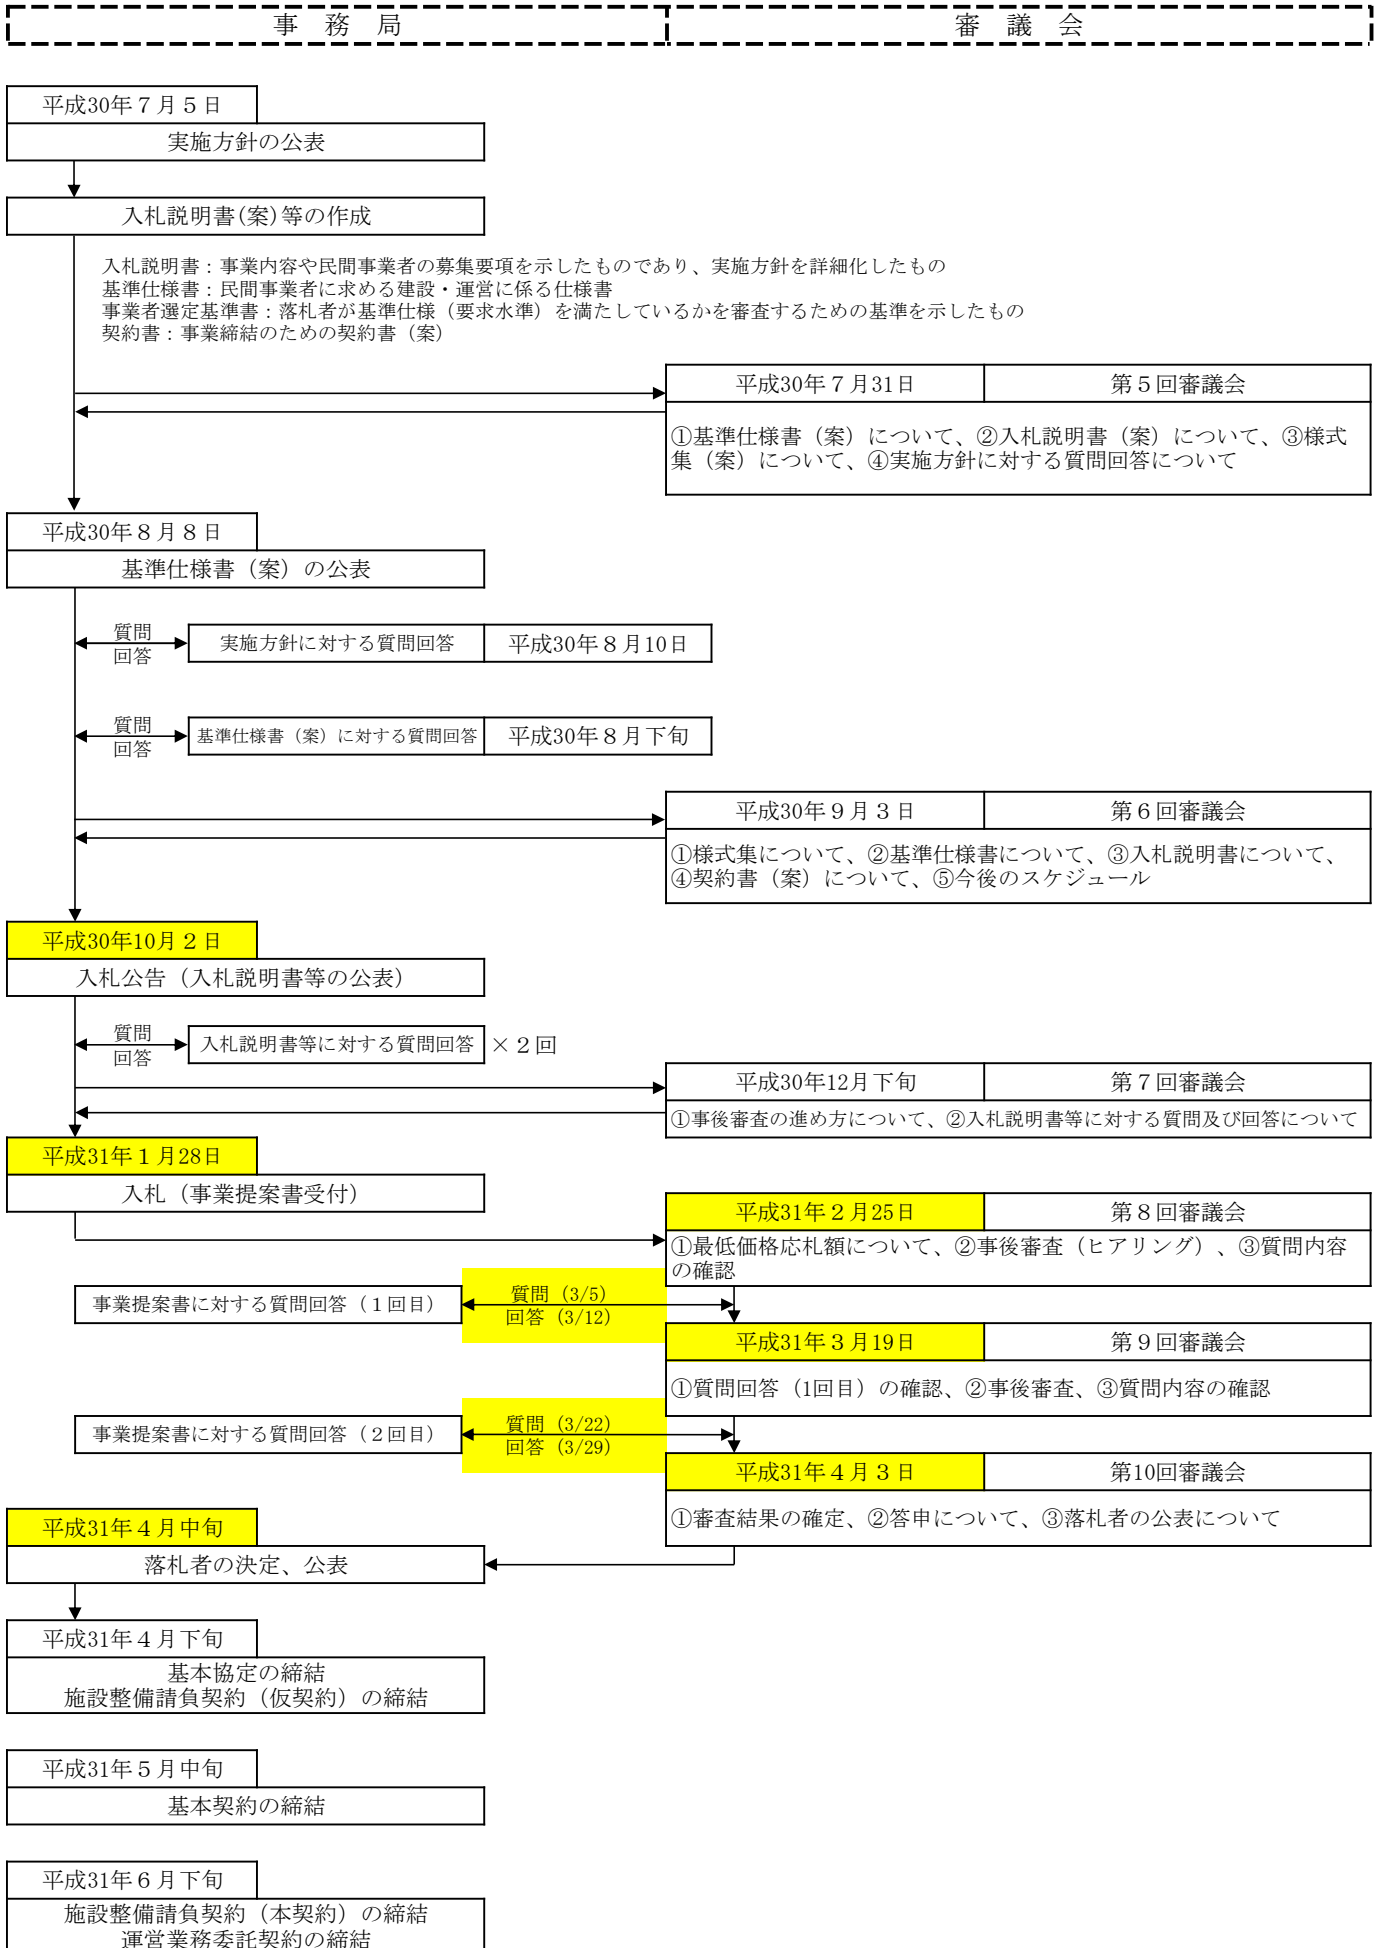 事　務　局
審　議　会
平成30年７月５日
実施方針の公表
入札説明書(案)等の作成
入札説明書：事業内容や民間事業者の募集要項を示したものであり、実施方針を詳細化したもの
基準仕様書：民間事業者に求める建設・運営に係る仕様書
事業者選定基準書：落札者が基準仕様（要求水準）を満たしているかを審査するための基準を示したもの
契約書：事業締結のための契約書（案）
平成30年７月31日
第５回審議会
①基準仕様書（案）について、②入札説明書（案）について、③様式
集（案）について、④実施方針に対する質問回答について
平成30年８月８日
基準仕様書（案）の公表
質問
回答
実施方針に対する質問回答
平成30年８月10日
質問
回答
基準仕様書（案）に対する質問回答
平成30年８月下旬
平成30年９月３日
第６回審議会
①様式集について、②基準仕様書について、③入札説明書について、
④契約書（案）について、⑤今後のスケジュール
平成30年10月２日
入札公告（入札説明書等の公表）
質問
回答
入札説明書等に対する質問回答
×２回
平成30年12月下旬
第７回審議会
①事後審査の進め方について、②入札説明書等に対する質問及び回答について
平成31年１月28日
入札（事業提案書受付）
平成31年２月25日
第８回審議会
①最低価格応札額について、②事後審査（ヒアリング）、③質問内容
の確認
事業提案書に対する質問回答（１回目）
質問（3/5）
回答（3/12）
平成31年３月19日
第９回審議会
①質問回答（1回目）の確認、②事後審査、③質問内容の確認
事業提案書に対する質問回答（２回目）
質問（3/22）
回答（3/29）
平成31年４月３日
第10回審議会
①審査結果の確定、②答申について、③落札者の公表について
平成31年４月中旬
落札者の決定、公表
平成31年４月下旬
基本協定の締結
施設整備請負契約（仮契約）の締結
平成31年５月中旬
基本契約の締結
平成31年６月下旬
施設整備請負契約（本契約）の締結
運営業務委託契約の締結